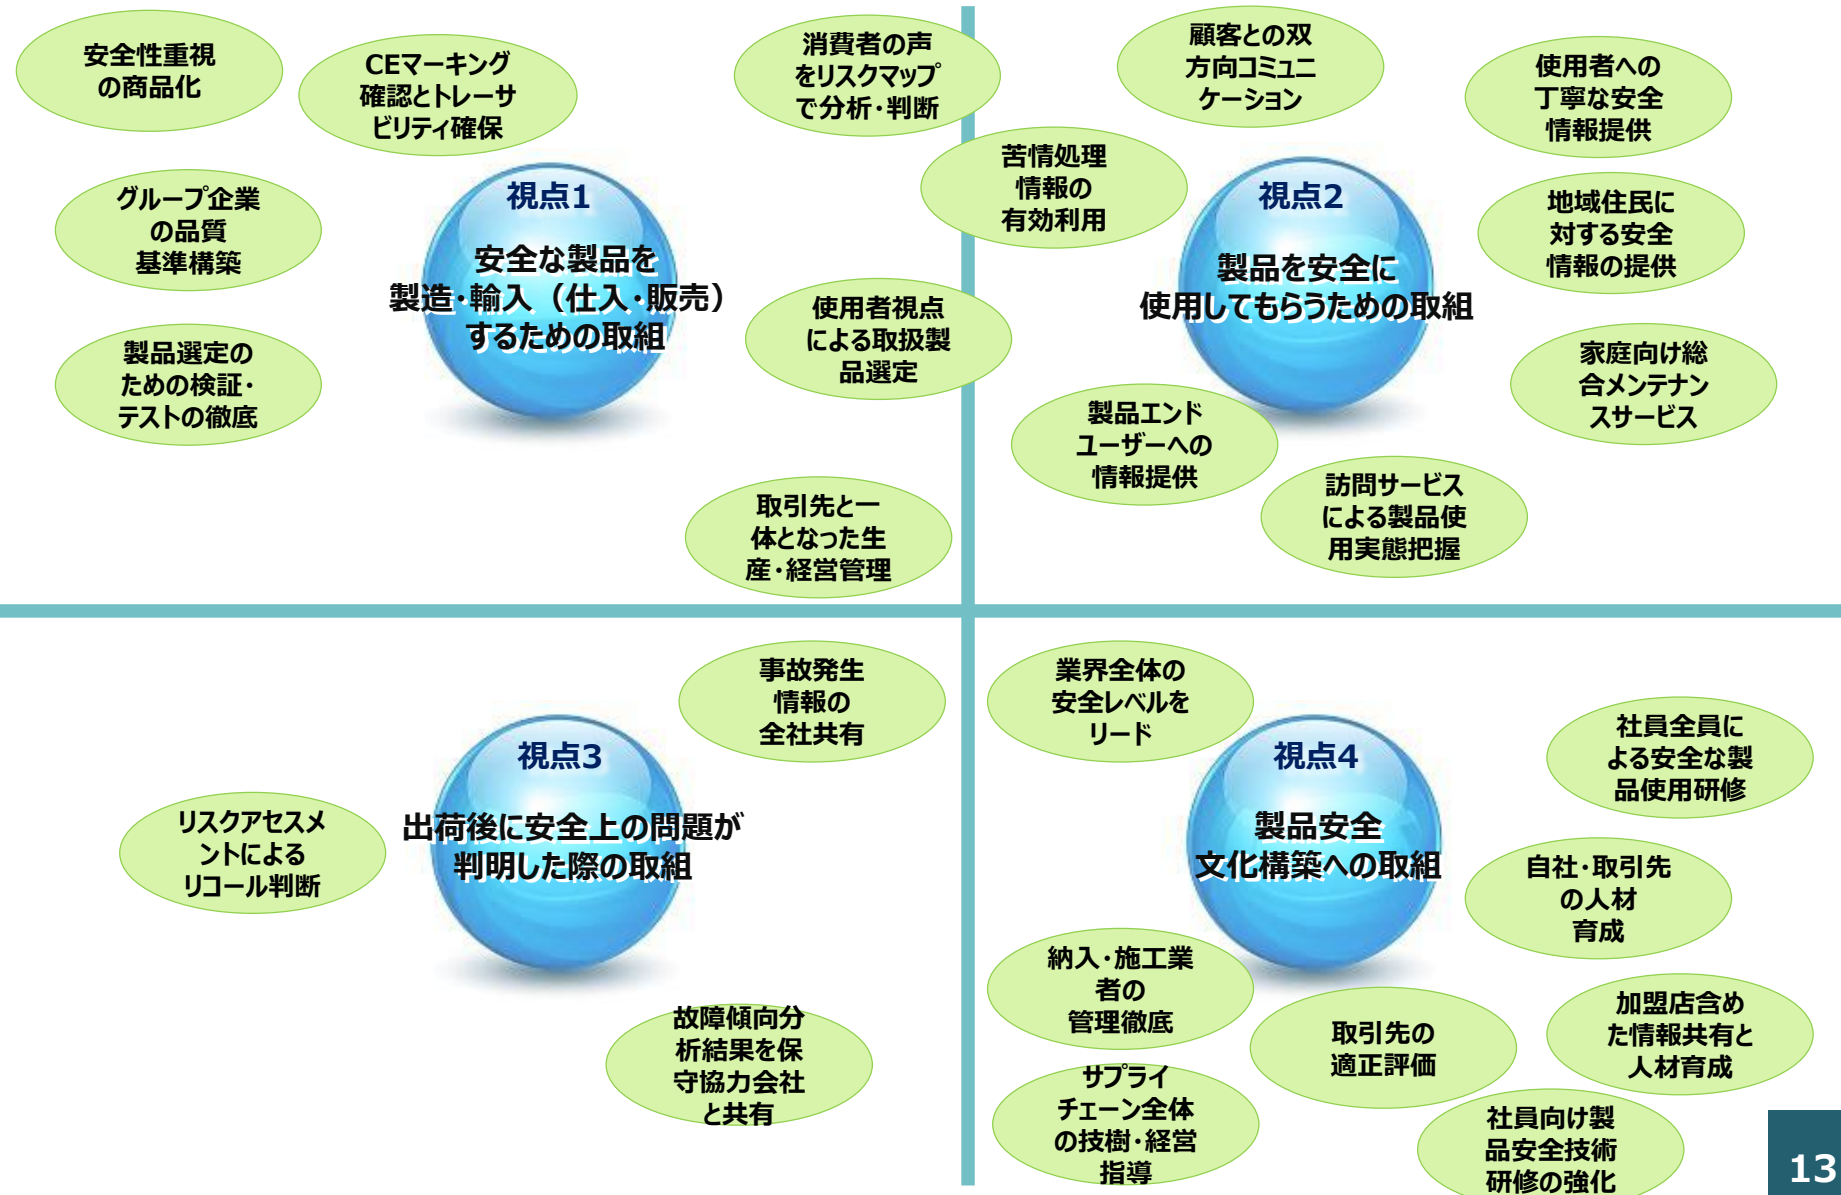 安全性重視
の商品化
CEマーキング
確認とトレーサ
ビリティ確保
グループ企業
の品質
基準構築
製品選定の
ための検証・
テストの徹底
視点1
安全な製品を
製造・輸入（仕入・販売）
するための取組
消費者の声
をリスクマップ
で分析・判断
使用者視点
による取扱製
品選定
取引先と一
体となった生
産・経営管理
苦情処理
情報の
有効利用
顧客との双
方向コミュニ
ケーション
使用者への
丁寧な安全
情報提供
視点2
製品を安全に
使用してもらうための取組
地域住民に
対する安全
情報の提供
家庭向け総
合メンテナン
スサービス
製品エンド
ユーザーへの
情報提供
訪問サービス
による製品使
用実態把握
事故発生
情報の
全社共有
視点3
出荷後に安全上の問題が
判明した際の取組
リスクアセスメ
ントによる
リコール判断
故障傾向分
析結果を保
守協力会社
と共有
業界全体の
安全レベルを
リード
視点4
製品安全
文化構築への取組
社員全員に
よる安全な製
品使用研修
自社・取引先
の人材
育成
納入・施工業
者の
管理徹底
取引先の
適正評価
加盟店含め
た情報共有と
人材育成
サプライ
チェーン全体
の技樹・経営
指導
社員向け製
品安全技術
研修の強化
13